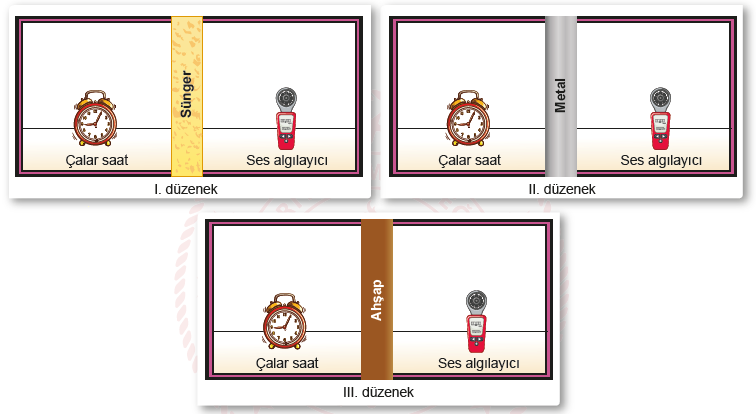 Sünger
Çalar saat
Ses algılayıcı
I. düzenek
Metal
Çalar saat
Ses algılayıcı
II. düzenek
Ahşap
Çalar saat
Ses algılayıcı
III. düzenek